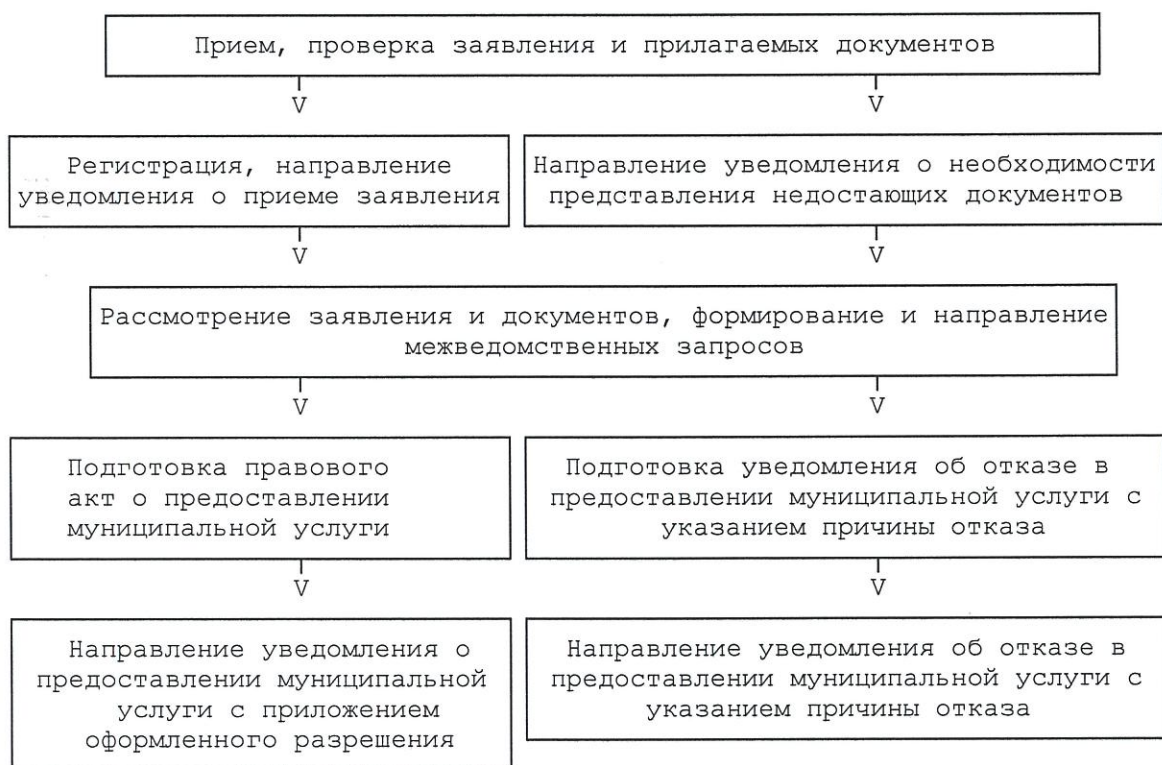 Прием, проверка заявления и прилагаемых документов
V
V
Регистрация, направление
уведомления о приеме заявления
Направление уведомления о необходимости
представления недостающих документов
V
V
Рассмотрение заявления и документов, формирование и направление
межведомственных запросов
V
V
Подготовка правового
акт о предоставлении
муниципальной услуги
Подготовка уведомления об отказе в
предоставлении муниципальной услуги с
указанием причины отказа
V
V
Направление уведомления о
предоставлении муниципальной
услуги с приложением
оформленного разрешения
Направление уведомления об отказе в
предоставлении муниципальной услуги с
указанием причины отказа